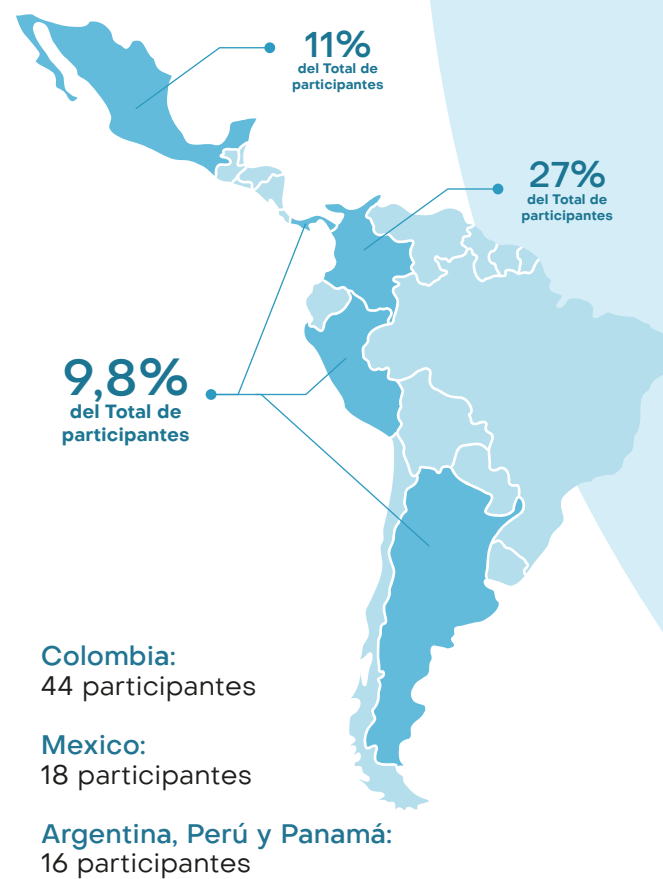 11%
del Total de
participantes
27%
del Total de
participantes
9,8%
del Total de
participantes
Colombia:
44 participantes
Mexico:
18 participantes
Argentina, Perú y Panamá:
16 participantes